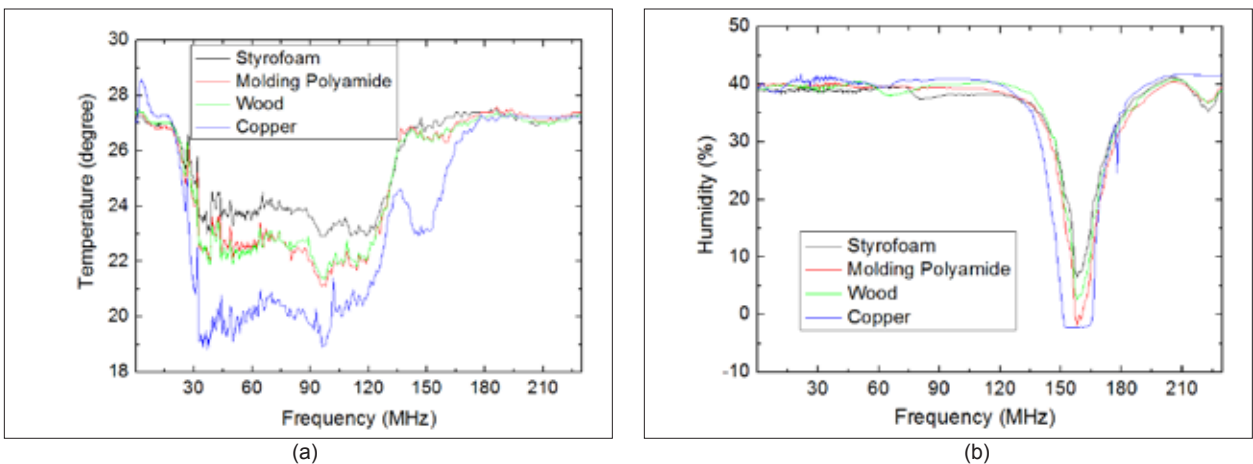 30
28
26
24
22
20
18
Temperature (degree)
Styrofoam
Molding Polyamide
Wood
Copper
30 60 90 120 150 180 210
Frequency (MHz)
(a)
50
40
30
20
10
0
-10
Humidity (%)
Styrofoam
Molding Polyamide
Wood
Copper
30 60 90 120 150 180 210
Frequency (MHz)
(b)